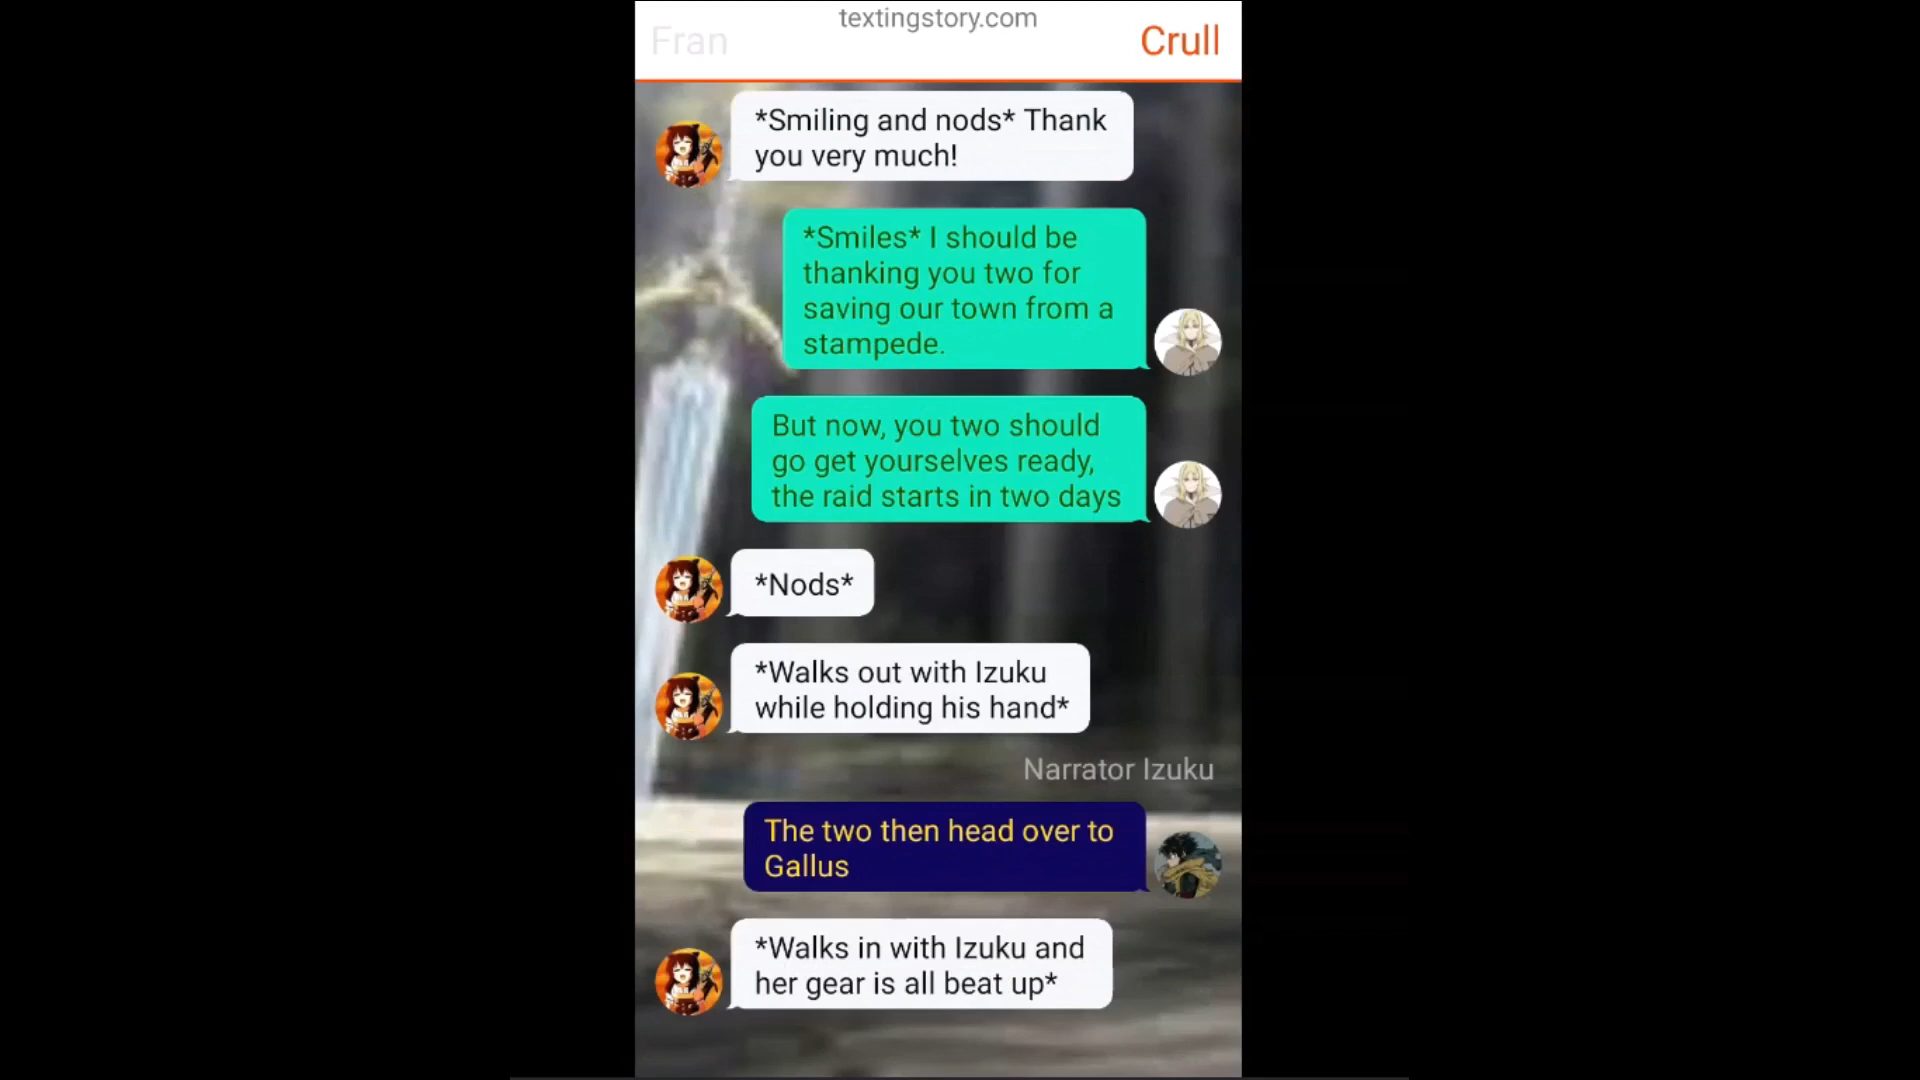 textingstory.com
Fran
Crull
*Smiling and nods* Thank
you very much!
*Smiles* I should be
thanking you two for
saving our town from a
stampede.
But now, you two should
go get yourselves ready,
the raid starts in two days
*Nods*
*Walks out with Izuku
while holding his hand*
Narrator Izuku
The two then head over to
Gallus
*Walks in with Izuku and
her gear is all beat up*